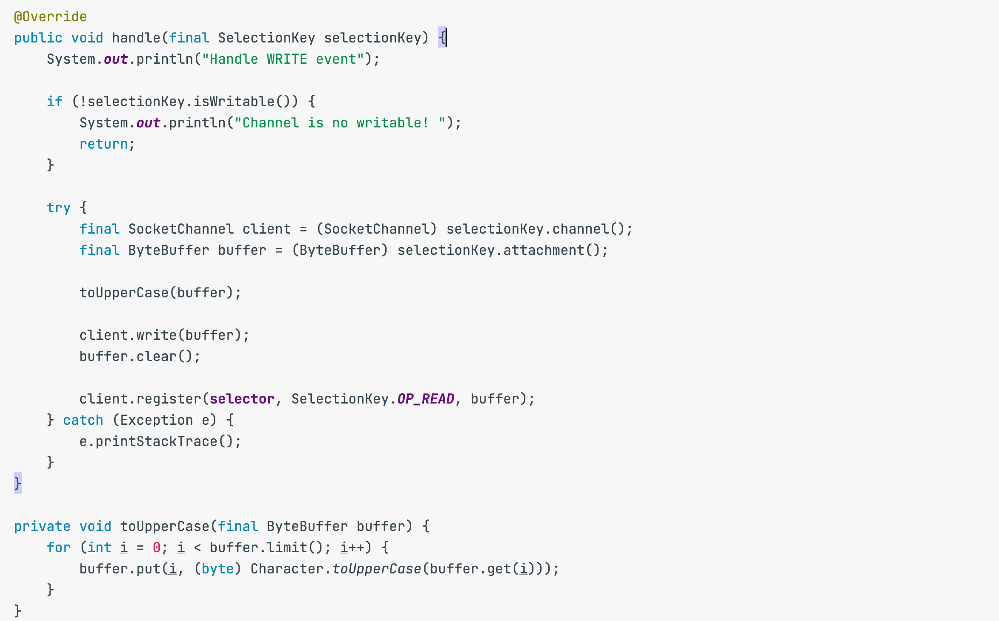 @Override
public void handle(final SelectionKey selectionKey) {
    System.out.println("Handle WRITE event");

    if (!selectionKey.isWritable()) {
        System.out.println("Channel is no writable! ");
        return;
    }

    try {
        final SocketChannel client = (SocketChannel) selectionKey.channel();
        final ByteBuffer buffer = (ByteBuffer) selectionKey.attachment();

        toUpperCase(buffer);

        client.write(buffer);
        buffer.clear();

        client.register(selector, SelectionKey.OP_READ, buffer);
    } catch (Exception e) {
        e.printStackTrace();
    }
}

private void toUpperCase(final ByteBuffer buffer) {
    for (int i = 0; i < buffer.limit(); i++) {
        buffer.put(i, (byte) Character.toUpperCase(buffer.get(i)));
    }
}